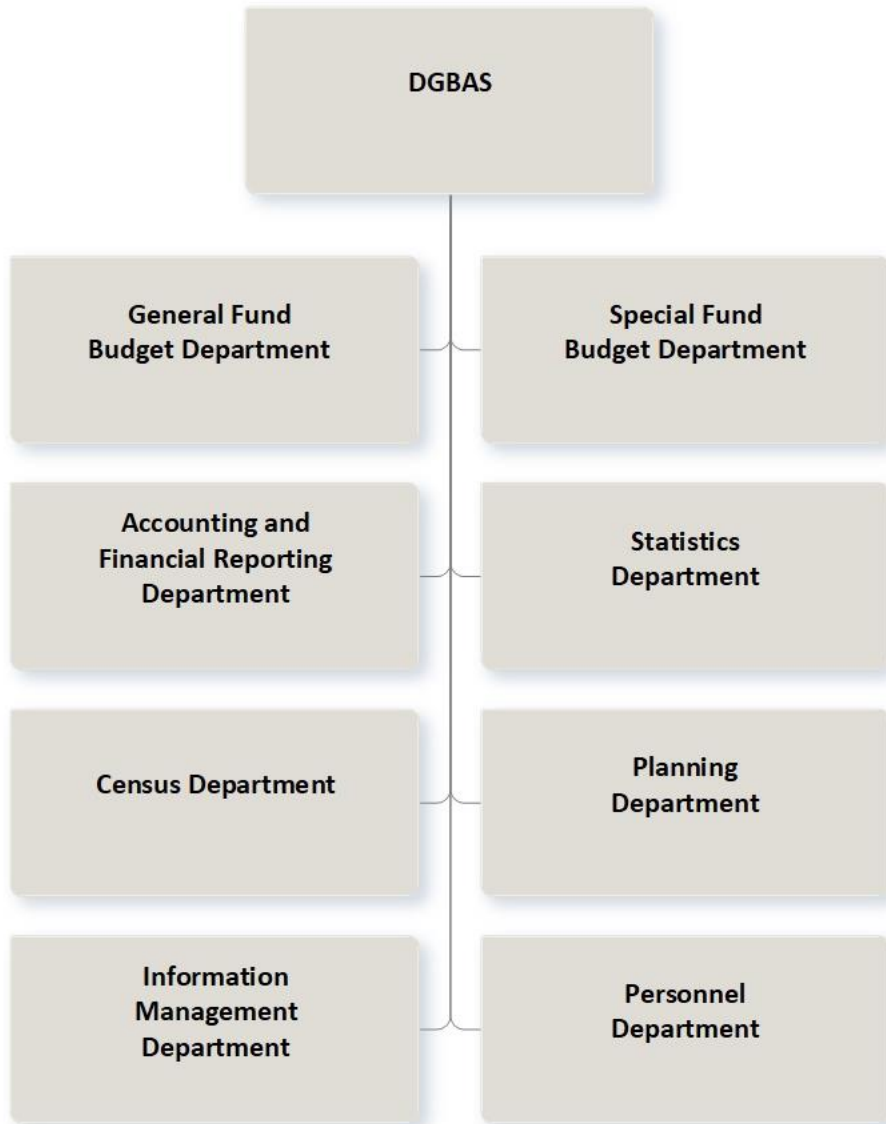 DGBAS
General Fund
Budget Department
Special Fund
Budget Department
Accounting and
Financial Reporting
Department
Statistics
Department
Census Department
Planning
Department
Information
Management
Department
Personnel
Department